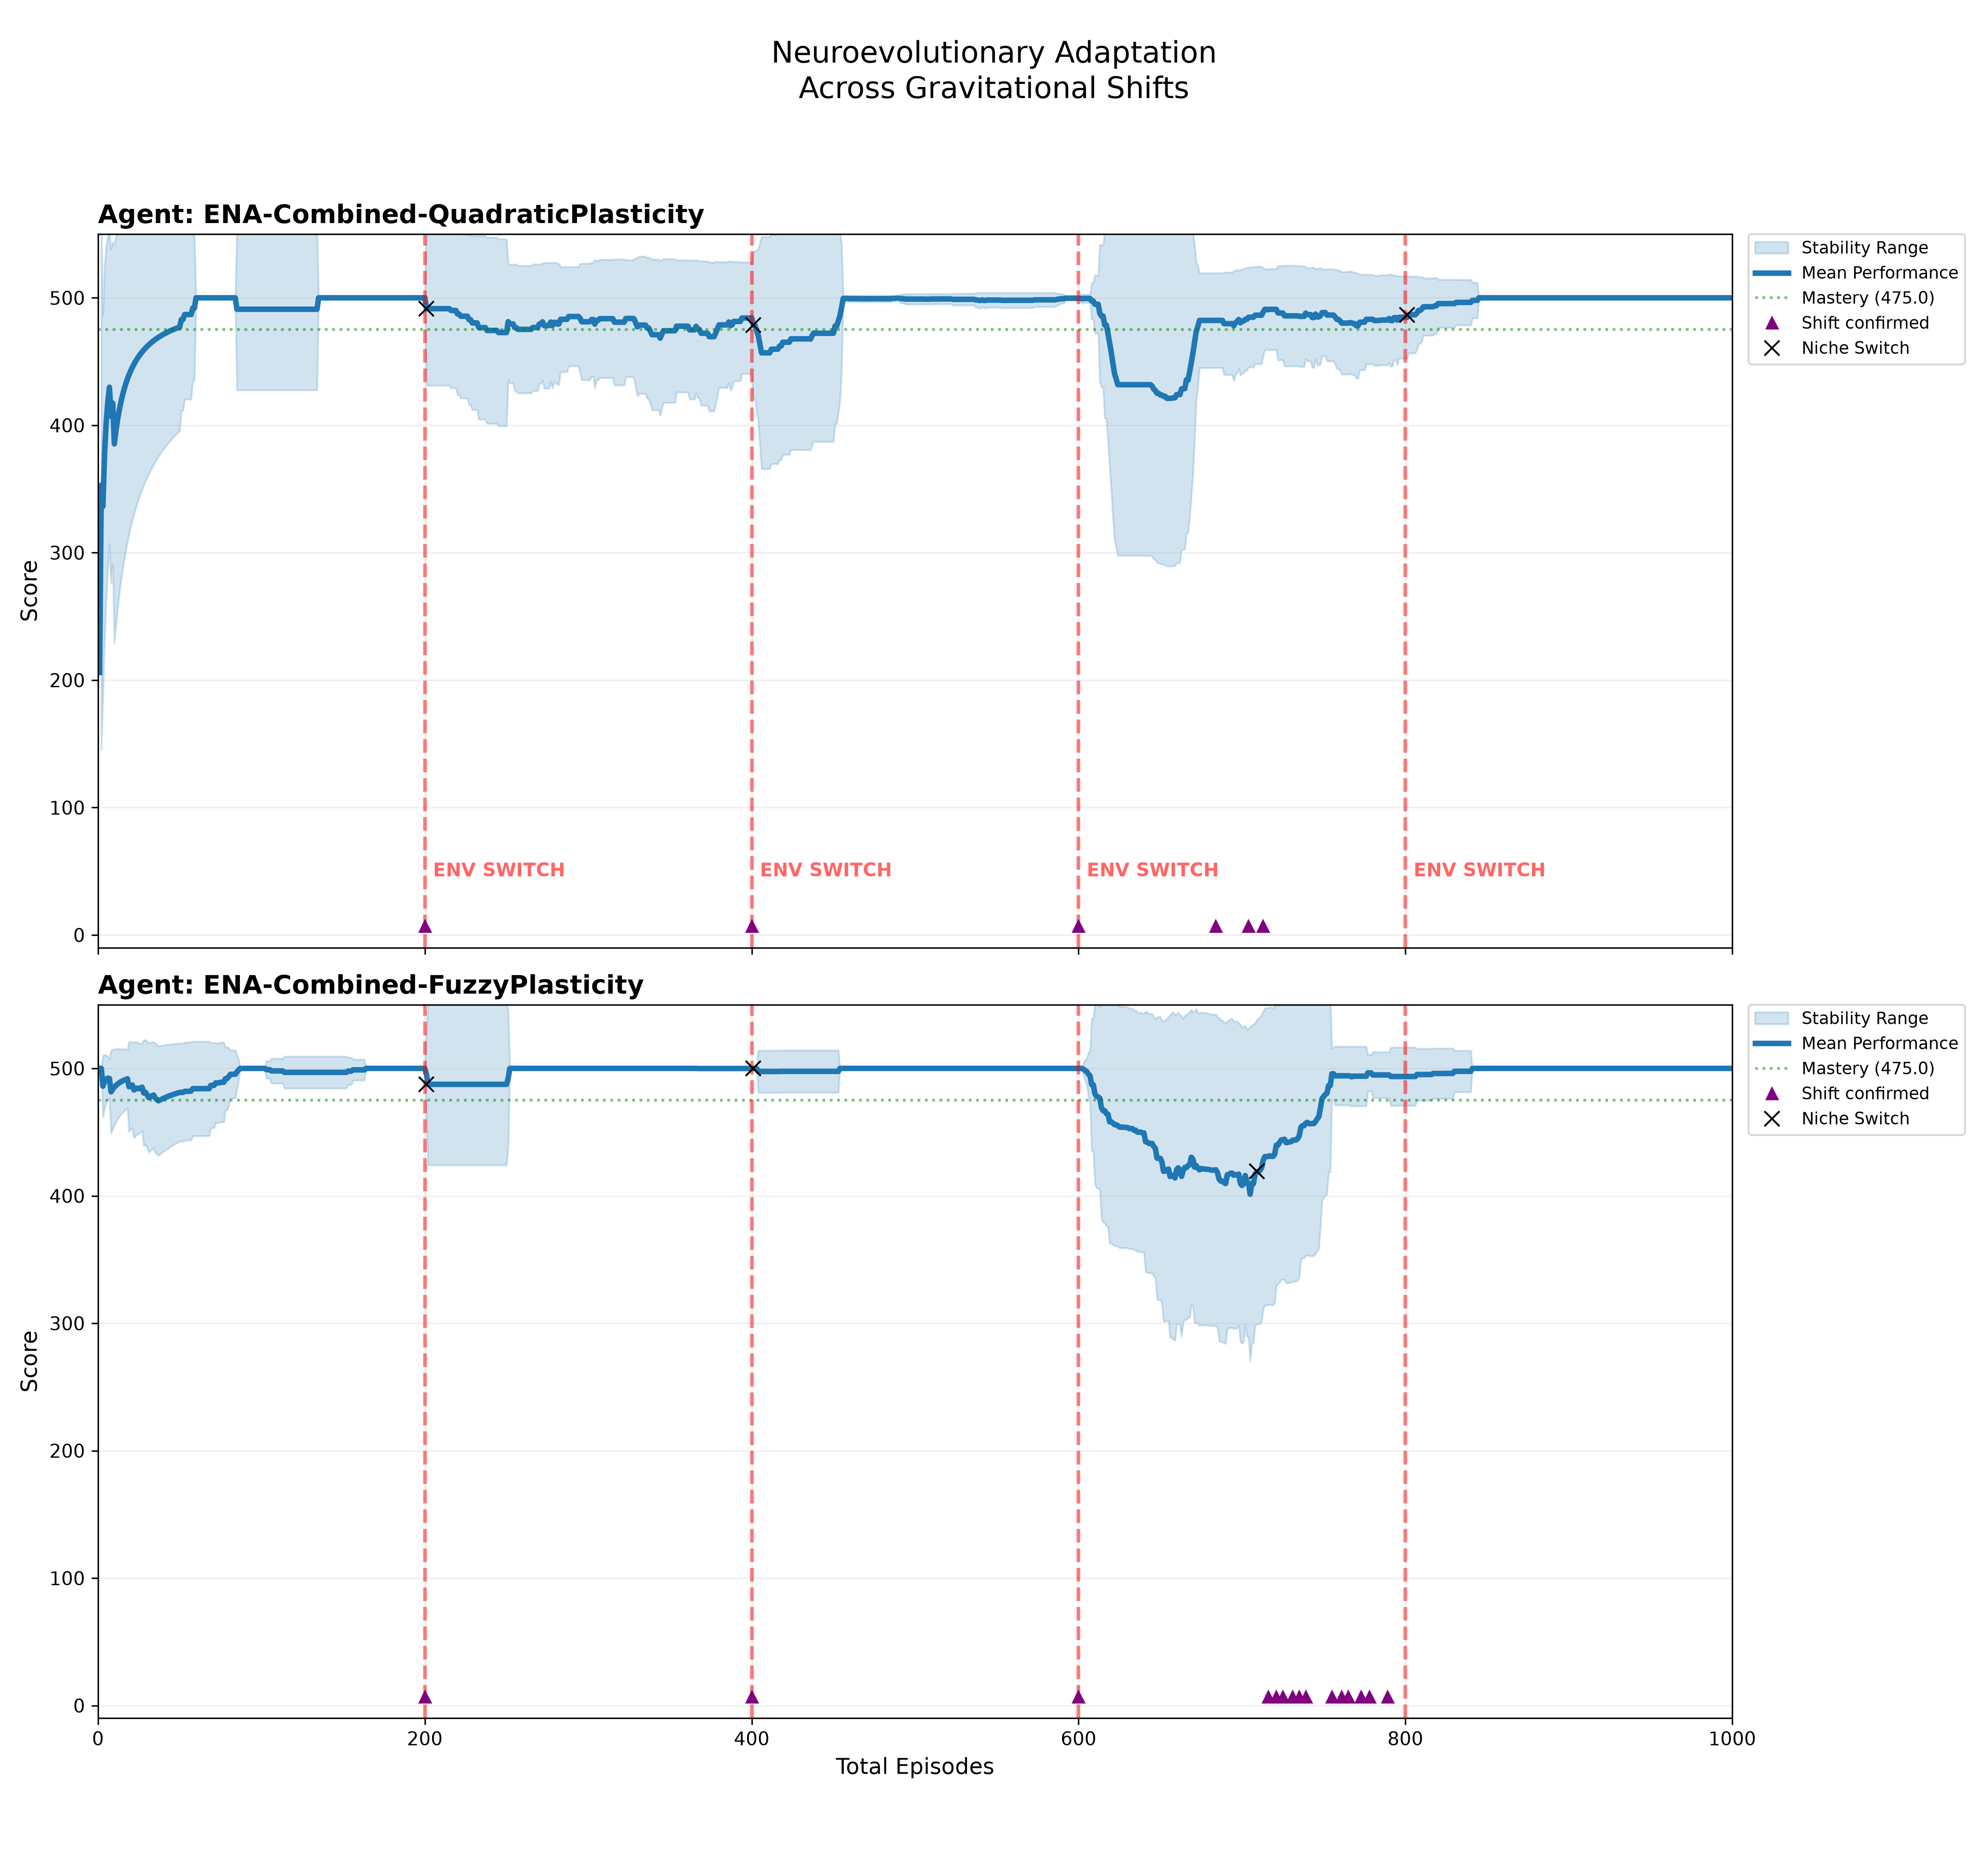 Neuroevolutionary Adaptation
Across Gravitational Shifts
Agent: ENA-Combined-QuadraticPlasticity
Score
500
400
300
200
100
0
ENV SWITCH
ENV SWITCH
ENV SWITCH
ENV SWITCH
Stability Range
Mean Performance
Mastery (475.0)
Shift confirmed
Niche Switch
Agent: ENA-Combined-FuzzyPlasticity
Score
500
400
300
200
100
0
Stability Range
Mean Performance
Mastery (475.0)
Shift confirmed
Niche Switch
0
200
400
600
800
1000
Total Episodes